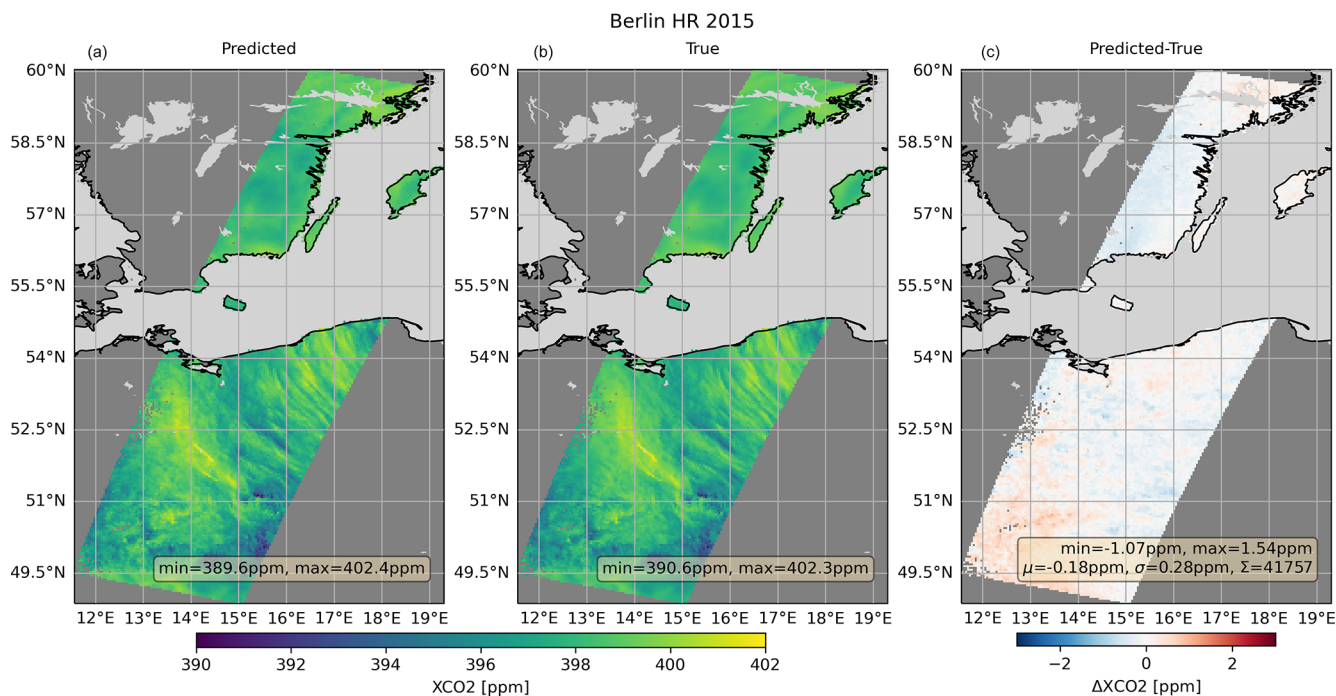 Berlin HR 2015
(a) Predicted
(b) True
(c) Predicted-True
60°N
58.5°N
57°N
55.5°N
54°N
52.5°N
51°N
49.5°N
min=389.6ppm, max=402.4ppm
12°E 13°E 14°E 15°E 16°E 17°E 18°E 19°E
60°N
58.5°N
57°N
55.5°N
54°N
52.5°N
51°N
49.5°N
min=390.6ppm, max=402.3ppm
12°E 13°E 14°E 15°E 16°E 17°E 18°E 19°E
60°N
58.5°N
57°N
55.5°N
54°N
52.5°N
51°N
49.5°N
min=-1.07ppm, max=1.54ppm
μ=-0.18ppm, σ=0.28ppm, Σ=41757
12°E 13°E 14°E 15°E 16°E 17°E 18°E 19°E
390 392 394 396 398 400 402
XCO2 [ppm]
−2 0 2
ΔXCO2 [ppm]